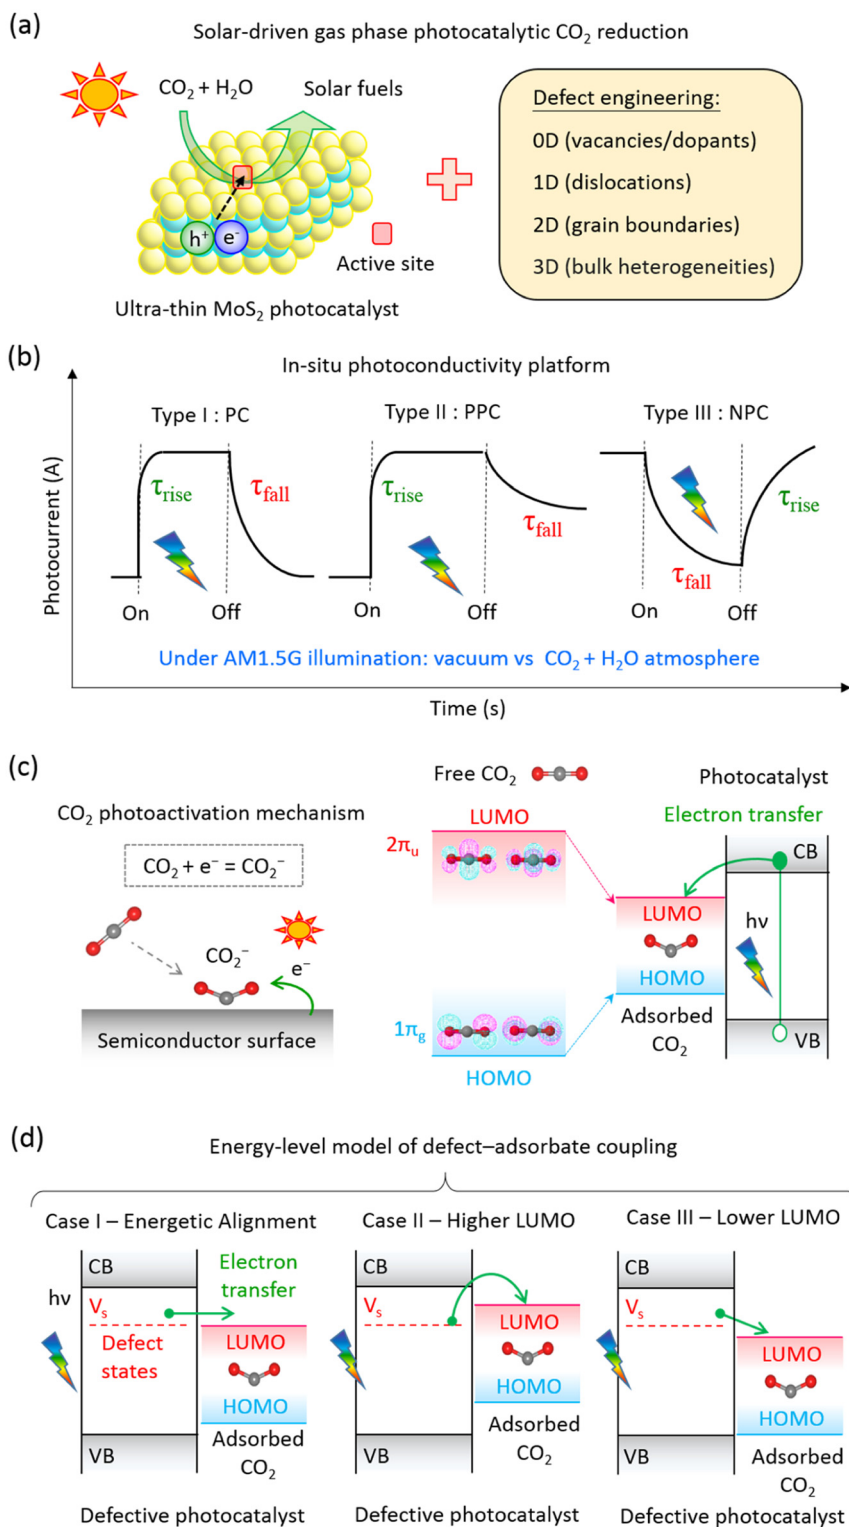 (a)
Solar-driven gas phase photocatalytic CO₂ reduction
CO₂ + H₂O
Solar fuels
h⁺
e⁻
Active site
Ultra-thin MoS₂ photocatalyst
Defect engineering:
0D (vacancies/dopants)
1D (dislocations)
2D (grain boundaries)
3D (bulk heterogeneities)
(b)
In-situ photoconductivity platform
Photocurrent (A)
Type I : PC
τrise
τfall
On
Off
Type II : PPC
τrise
τfall
On
Off
Type III : NPC
τfall
τrise
On
Off
Under AM1.5G illumination: vacuum vs CO₂ + H₂O atmosphere
Time (s)
(c)
CO₂ photoactivation mechanism
CO₂ + e⁻ = CO₂⁻
CO₂⁻
e⁻
Semiconductor surface
Free CO₂
LUMO
2πu
1πg
HOMO
LUMO
HOMO
Adsorbed
CO₂
Photocatalyst
Electron transfer
CB
hν
VB
(d)
Energy-level model of defect–adsorbate coupling
Case I – Energetic Alignment
CB
Electron
transfer
hν
Vs
Defect
states
LUMO
HOMO
VB
Adsorbed
CO₂
Defective photocatalyst
Case II – Higher LUMO
CB
Vs
LUMO
HOMO
VB
Adsorbed
CO₂
Defective photocatalyst
Case III – Lower LUMO
CB
Vs
LUMO
HOMO
VB
Adsorbed
CO₂
Defective photocatalyst